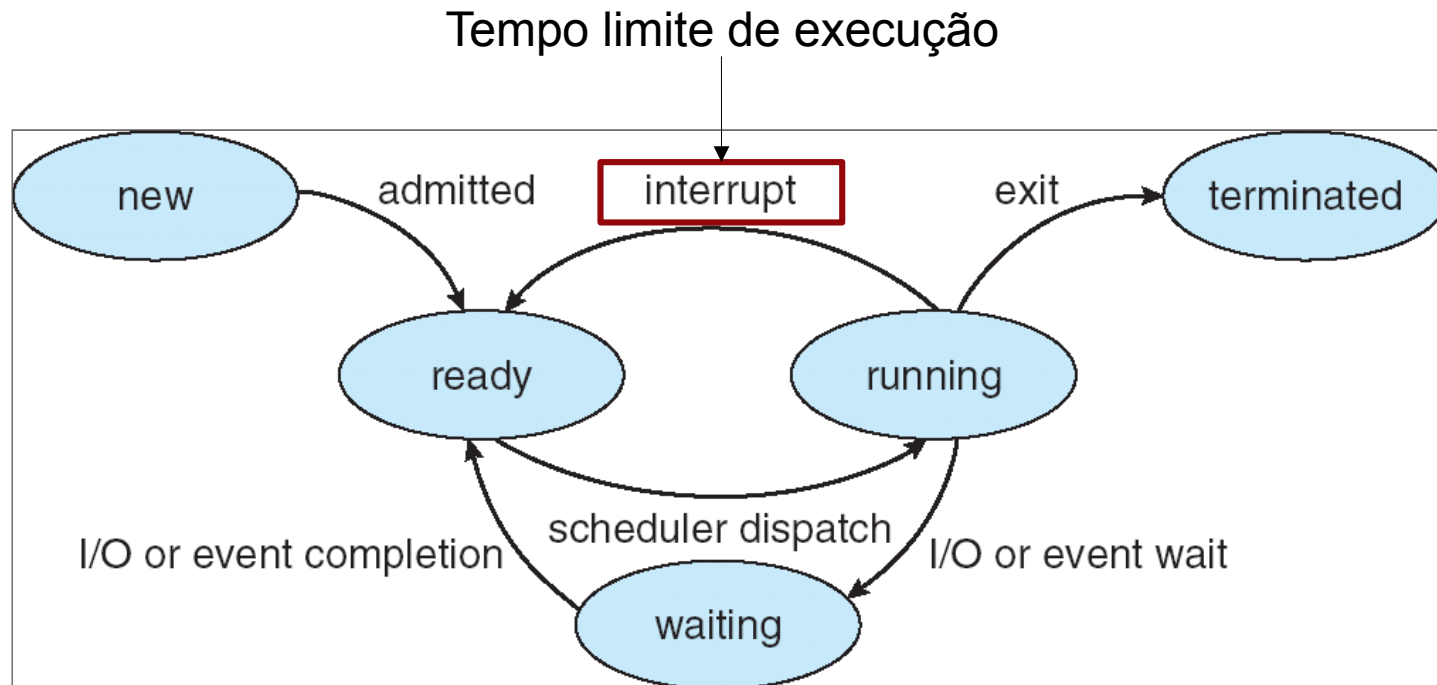 Tempo limite de execução
new
admitted
interrupt
exit
terminated
ready
running
scheduler dispatch
I/O or event completion
I/O or event wait
waiting